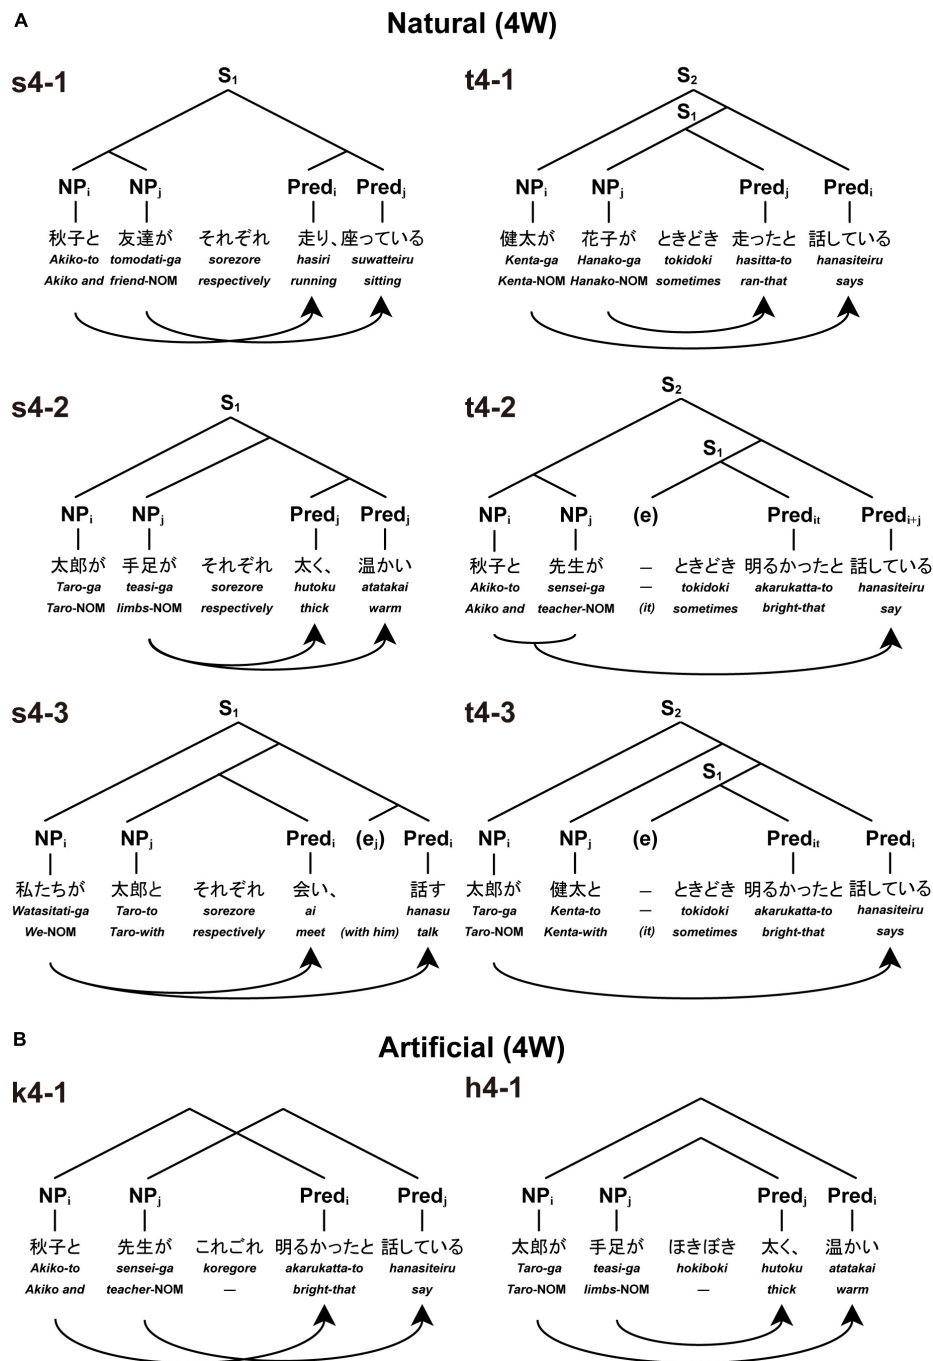 A
Natural (4W)
s4-1
S1
NPi NPj Predi Predj
秋子と 友達が それぞれ 走り、座っている
Akiko-to tomodati-ga sorezore hasiri suwatteiru
Akiko and friend-NOM respectively running sitting
t4-1
S2
S1
NPi NPj Predj Predi
健太が 花子が ときどき 走ったと 話している
Kenta-ga Hanako-ga tokidoki hasitta-to hanasiteiru
Kenta-NOM Hanako-NOM sometimes ran-that says
s4-2
S1
NPi NPj Predj Predj
太郎が 手足が それぞれ 太く、 温かい
Taro-ga teasi-ga sorezore hutoku atatakai
Taro-NOM limbs-NOM respectively thick warm
t4-2
S2
S1
NPi NPj (e) Predit Predi+j
秋子と 先生が — ときどき 明るかったと 話している
Akiko-to sensei-ga — tokidoki akarukatta-to hanasiteiru
Akiko and teacher-NOM (it) sometimes bright-that say
s4-3
S1
NPi NPj Predi (ej) Predi
私たちが 太郎と それぞれ 会い、 話す
Watasitati-ga Taro-to sorezore ai hanasu
We-NOM Taro-with respectively meet (with him) talk
t4-3
S2
S1
NPi NPj (e) Predit Predi
太郎が 健太と — ときどき 明るかったと 話している
Taro-ga Kenta-to — tokidoki akarukatta-to hanasiteiru
Taro-NOM Kenta-with (it) sometimes bright-that says
B
Artificial (4W)
k4-1
NPi NPj Predi Predj
秋子と 先生が これごれ 明るかったと 話している
Akiko-to sensei-ga koregore akarukatta-to hanasiteiru
Akiko and teacher-NOM — bright-that say
h4-1
NPi NPj Predj Predi
太郎が 手足が ほきぼき 太く、 温かい
Taro-ga teasi-ga hokiboki hutoku atatakai
Taro-NOM limbs-NOM — thick warm